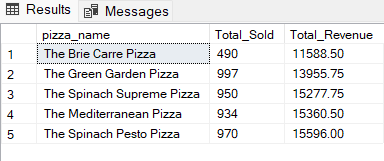 Results Messages
pizza_name Total_Sold Total_Revenue
1 The Brie Carre Pizza 490 11588.50
2 The Green Garden Pizza 997 13955.75
3 The Spinach Supreme Pizza 950 15277.75
4 The Mediterranean Pizza 934 15360.50
5 The Spinach Pesto Pizza 970 15596.00